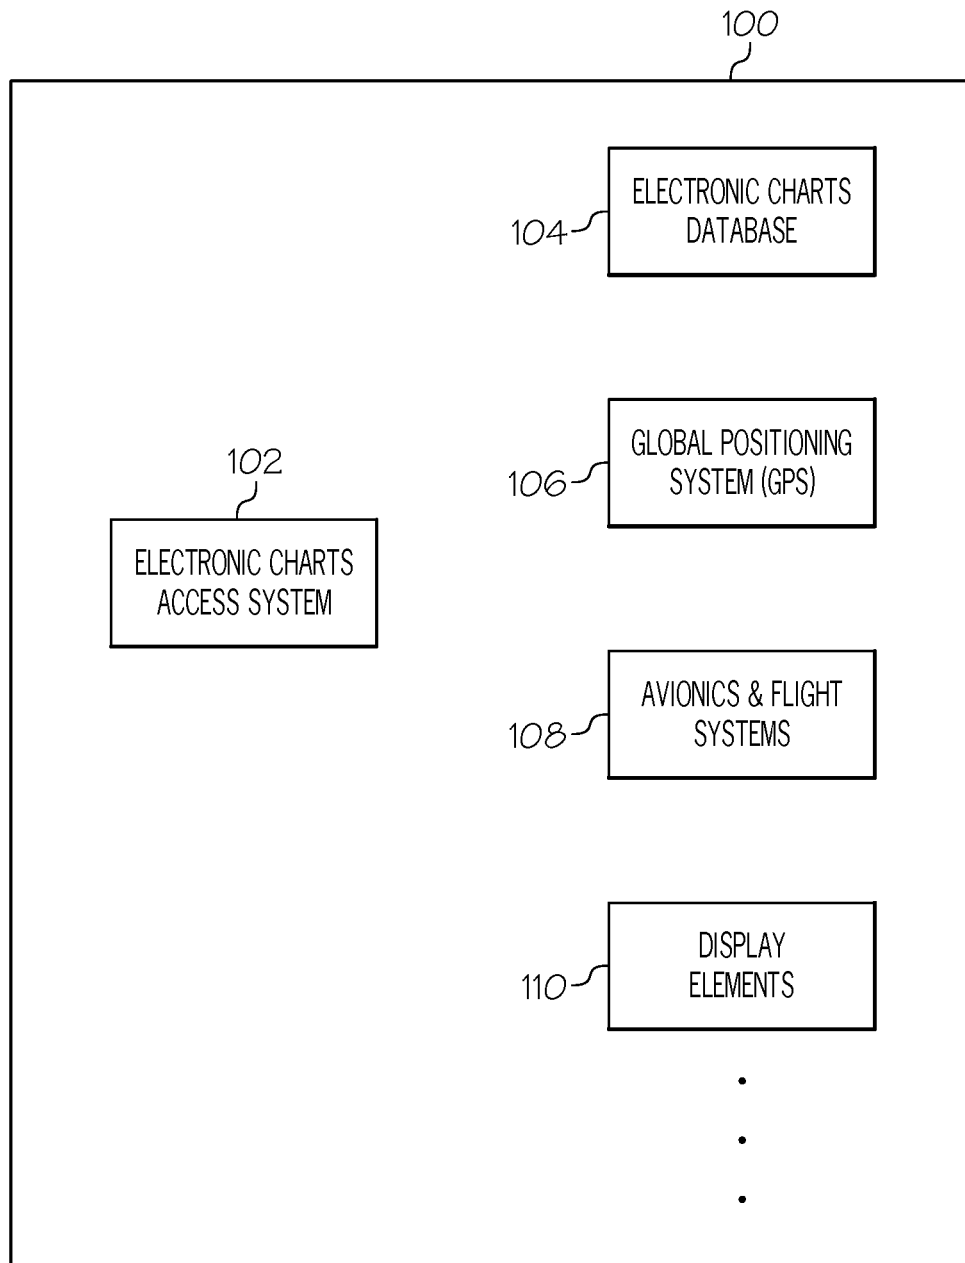 100
ELECTRONIC CHARTS
DATABASE
104
GLOBAL POSITIONING
SYSTEM (GPS)
106
102
ELECTRONIC CHARTS
ACCESS SYSTEM
AVIONICS & FLIGHT
SYSTEMS
108
DISPLAY
ELEMENTS
110